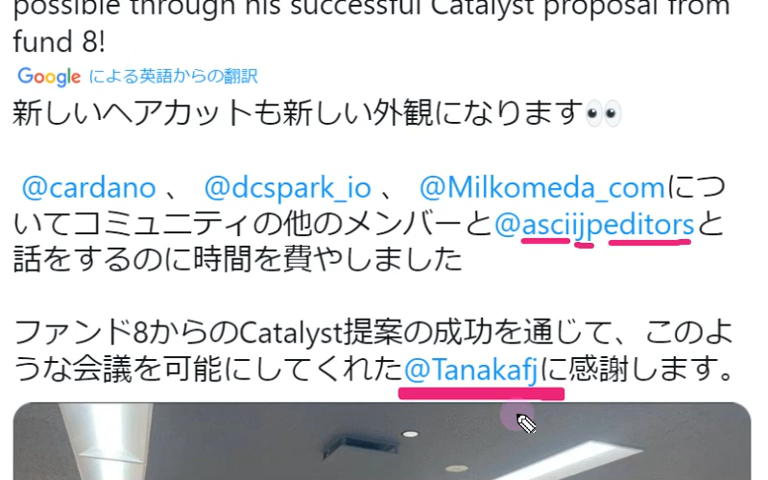 possible through his successful Catalyst proposal from
fund 8!
Google による英語からの翻訳
新しいヘアカットも新しい外観になります👀
@cardano 、 @dcspark_io 、 @Milkomeda_comにつ
いてコミュニティの他のメンバーと@asciijpeditorsと
話をするのに時間を費やしました
ファンド8からのCatalyst提案の成功を通じて、このよ
うな会議を可能にしてくれた@Tanakafjに感謝します。